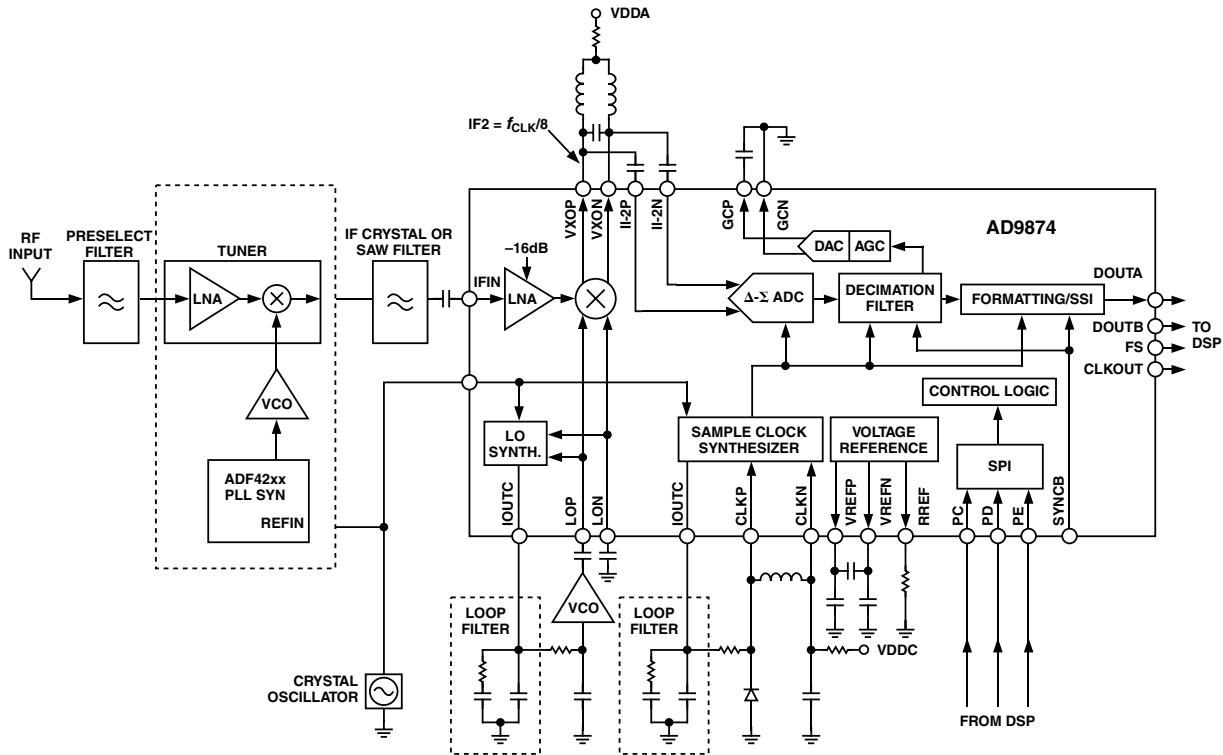 VDDA
IF2 = fCLK/8
VXOP
VXON
II-2P
II-2N
GCP
GCN
AD9874
RF
INPUT
PRESELECT
FILTER
TUNER
LNA
IF CRYSTAL OR
SAW FILTER
IFIN
–16dB
LNA
DAC
AGC
Δ-Σ ADC
DECIMATION
FILTER
FORMATTING/SSI
DOUTA
DOUTB
FS
CLKOUT
TO
DSP
VCO
ADF42xx
PLL SYN
REFIN
LO
SYNTH.
SAMPLE CLOCK
SYNTHESIZER
VOLTAGE
REFERENCE
CONTROL LOGIC
SPI
IOUTC
LOP
LON
IOUTC
CLKP
CLKN
VREFP
VREFN
RREF
PC
PD
PE
SYNCB
LOOP
FILTER
VCO
LOOP
FILTER
VDDC
CRYSTAL
OSCILLATOR
FROM DSP